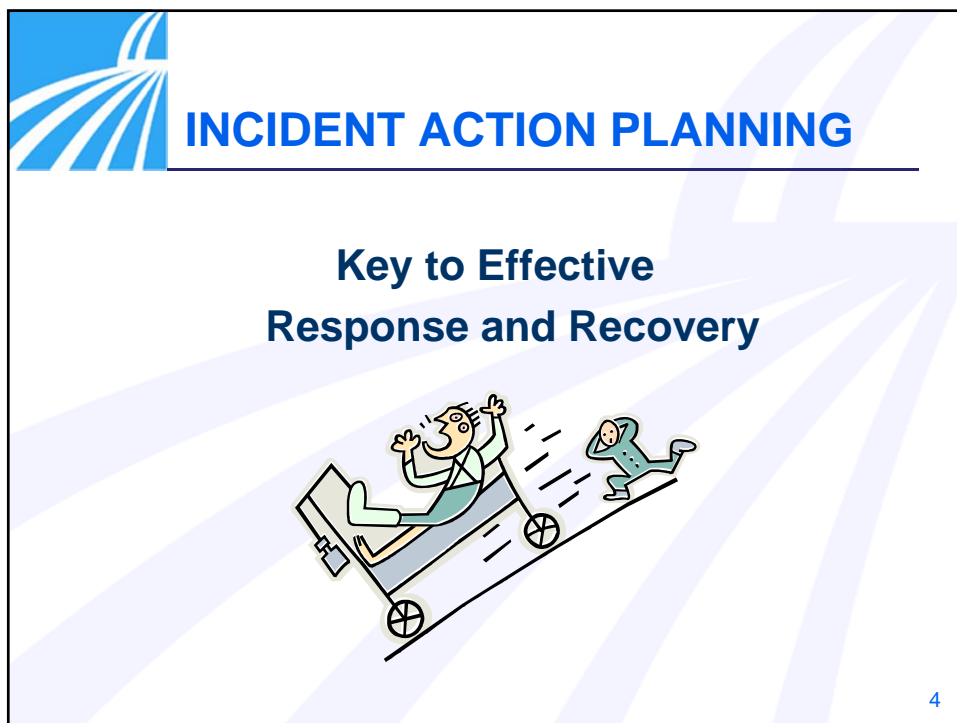 INCIDENT ACTION PLANNING
Key to Effective
Response and Recovery
4